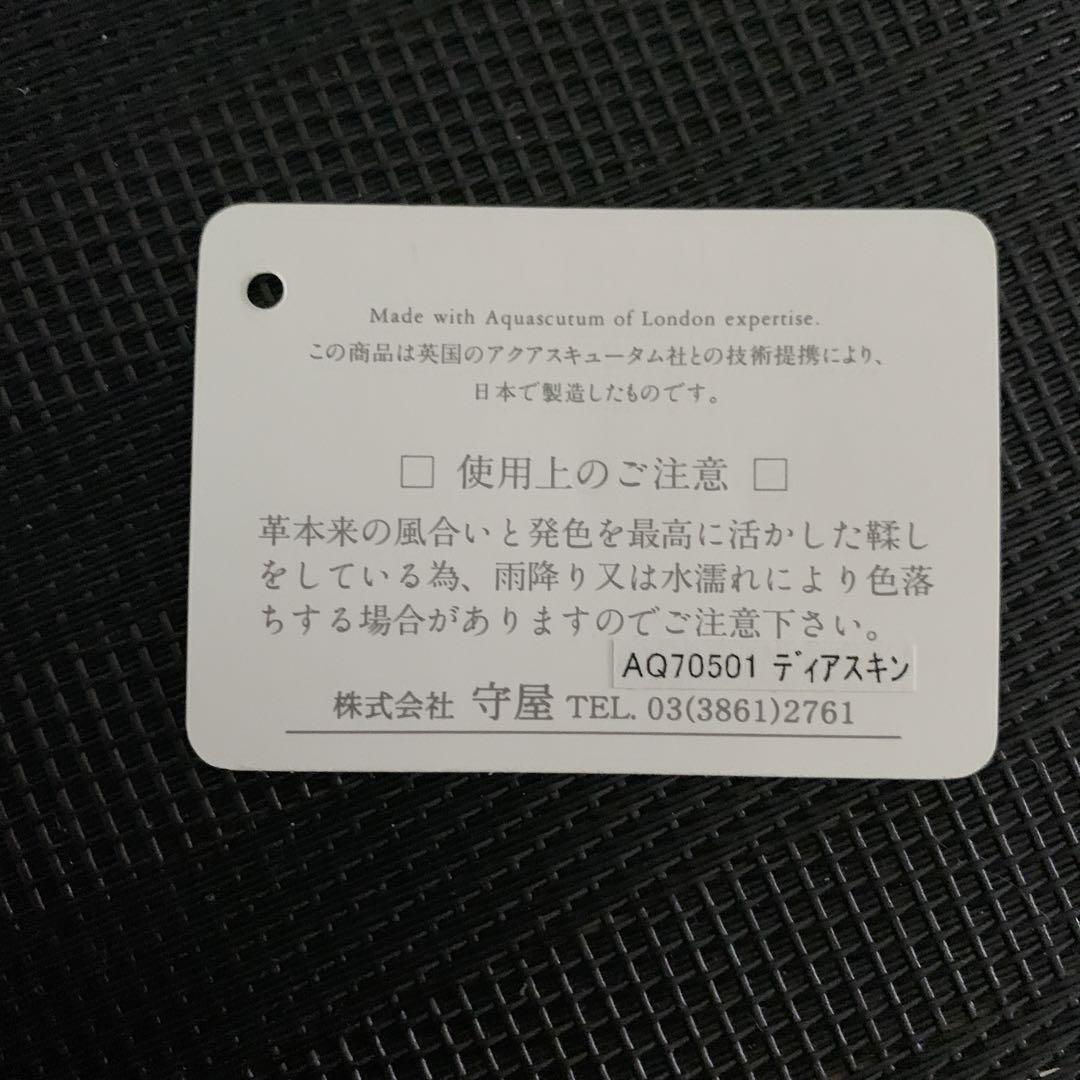 Made with Aquascutum of London expertise.
この商品は英国のアクアスキュータム社との技術提携により、
日本で製造したものです。
□ 使用上のご注意 □
革本来の風合いと発色を最高に活かした鞣し
をしている為、雨降り又は水濡れにより色落
ちする場合がありますのでご注意下さい。
AQ70501 ディアスキン
株式会社 守屋 TEL. 03(3861)2761